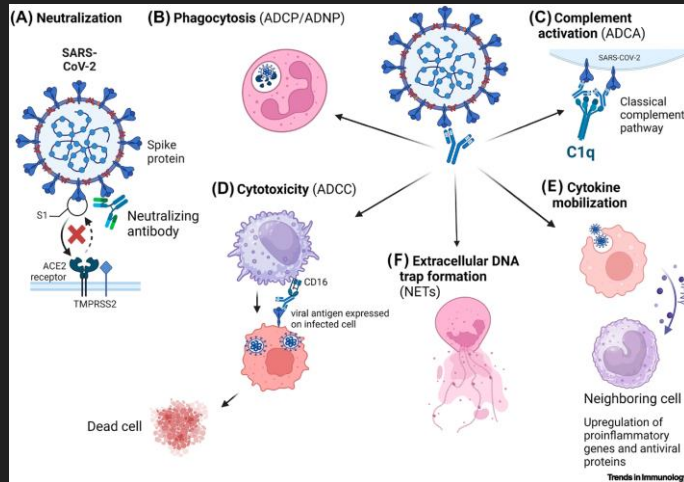 (A) Neutralization
SARS-
CoV-2
Spike
protein
S1
Neutralizing
antibody
ACE2
receptor
TMPRSS2
(B) Phagocytosis (ADCP/ADNP)
(C) Complement
activation (ADCA)
SARS-COV-2
Classical
complement
pathway
C1q
(D) Cytotoxicity (ADCC)
CD16
viral antigen expressed
on infected cell
Dead cell
(E) Cytokine
mobilization
Neighboring cell
Upregulation of
proinflammatory
genes and antiviral
proteins
(F) Extracellular DNA
trap formation
(NETs)
Trends in Immunology